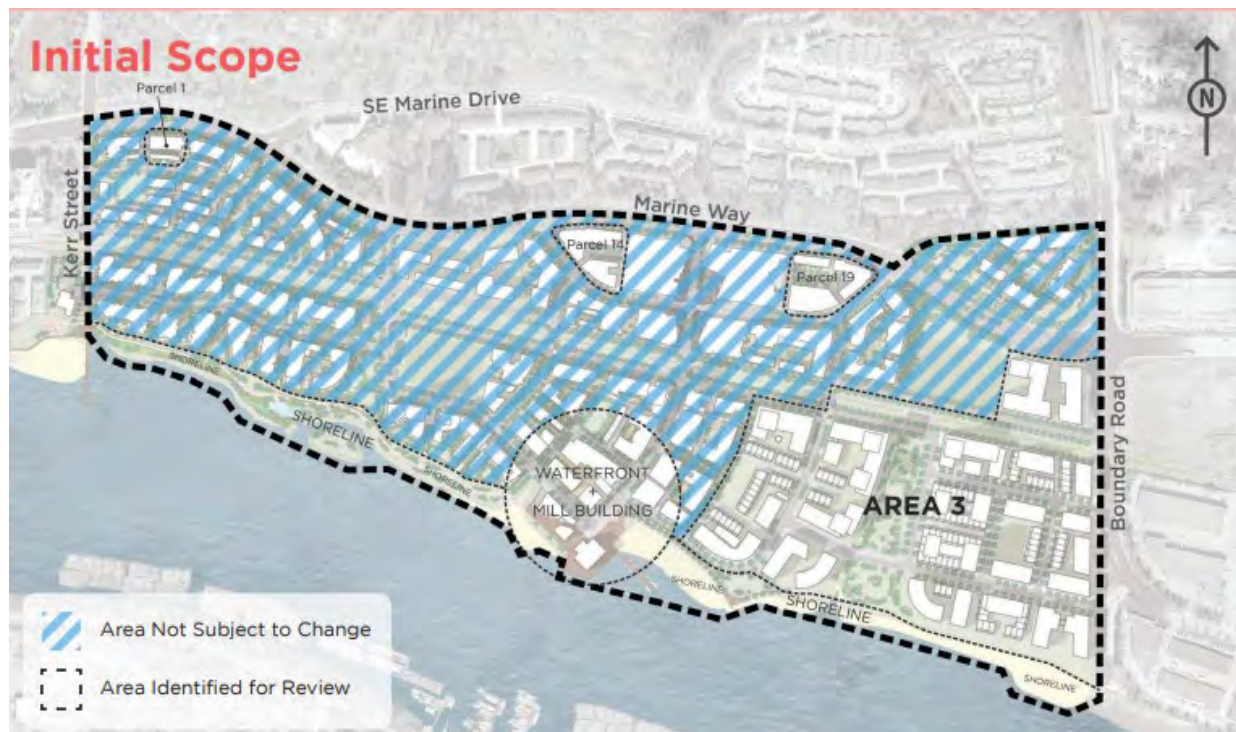 Initial Scope
Parcel 1
SE Marine Drive
N
Kerr Street
Marine Way
Parcel 14
Parcel 19
SHORELINE
SHORELINE
SHORELINE
WATERFRONT
+
MILL BUILDING
AREA 3
Boundary Road
SHORELINE
SHORELINE
SHORELINE
Area Not Subject to Change
Area Identified for Review